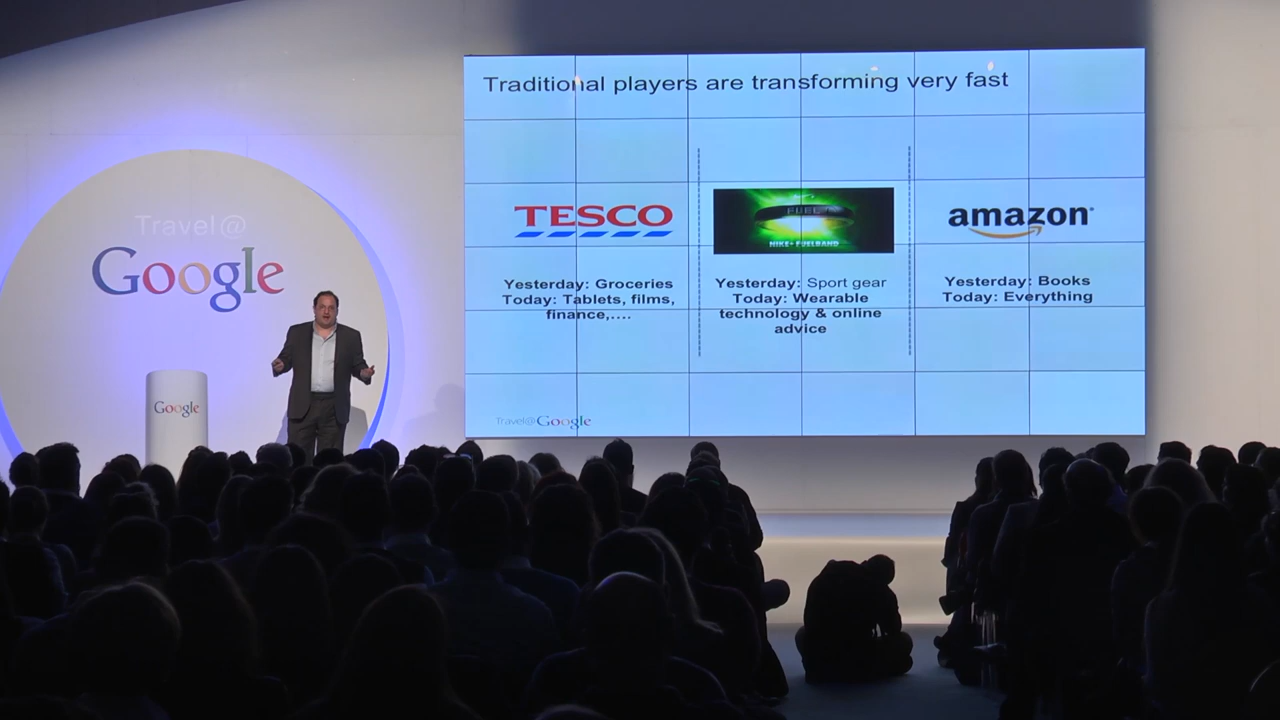 Traditional players are transforming very fast
Travel@
Google
TESCO
FUEL
NIKE+ FUELBAND
amazon
Yesterday: Groceries
Today: Tablets, films,
finance,....
Yesterday: Sport gear
Today: Wearable
technology & online
advice
Yesterday: Books
Today: Everything
Google
Travel@Google